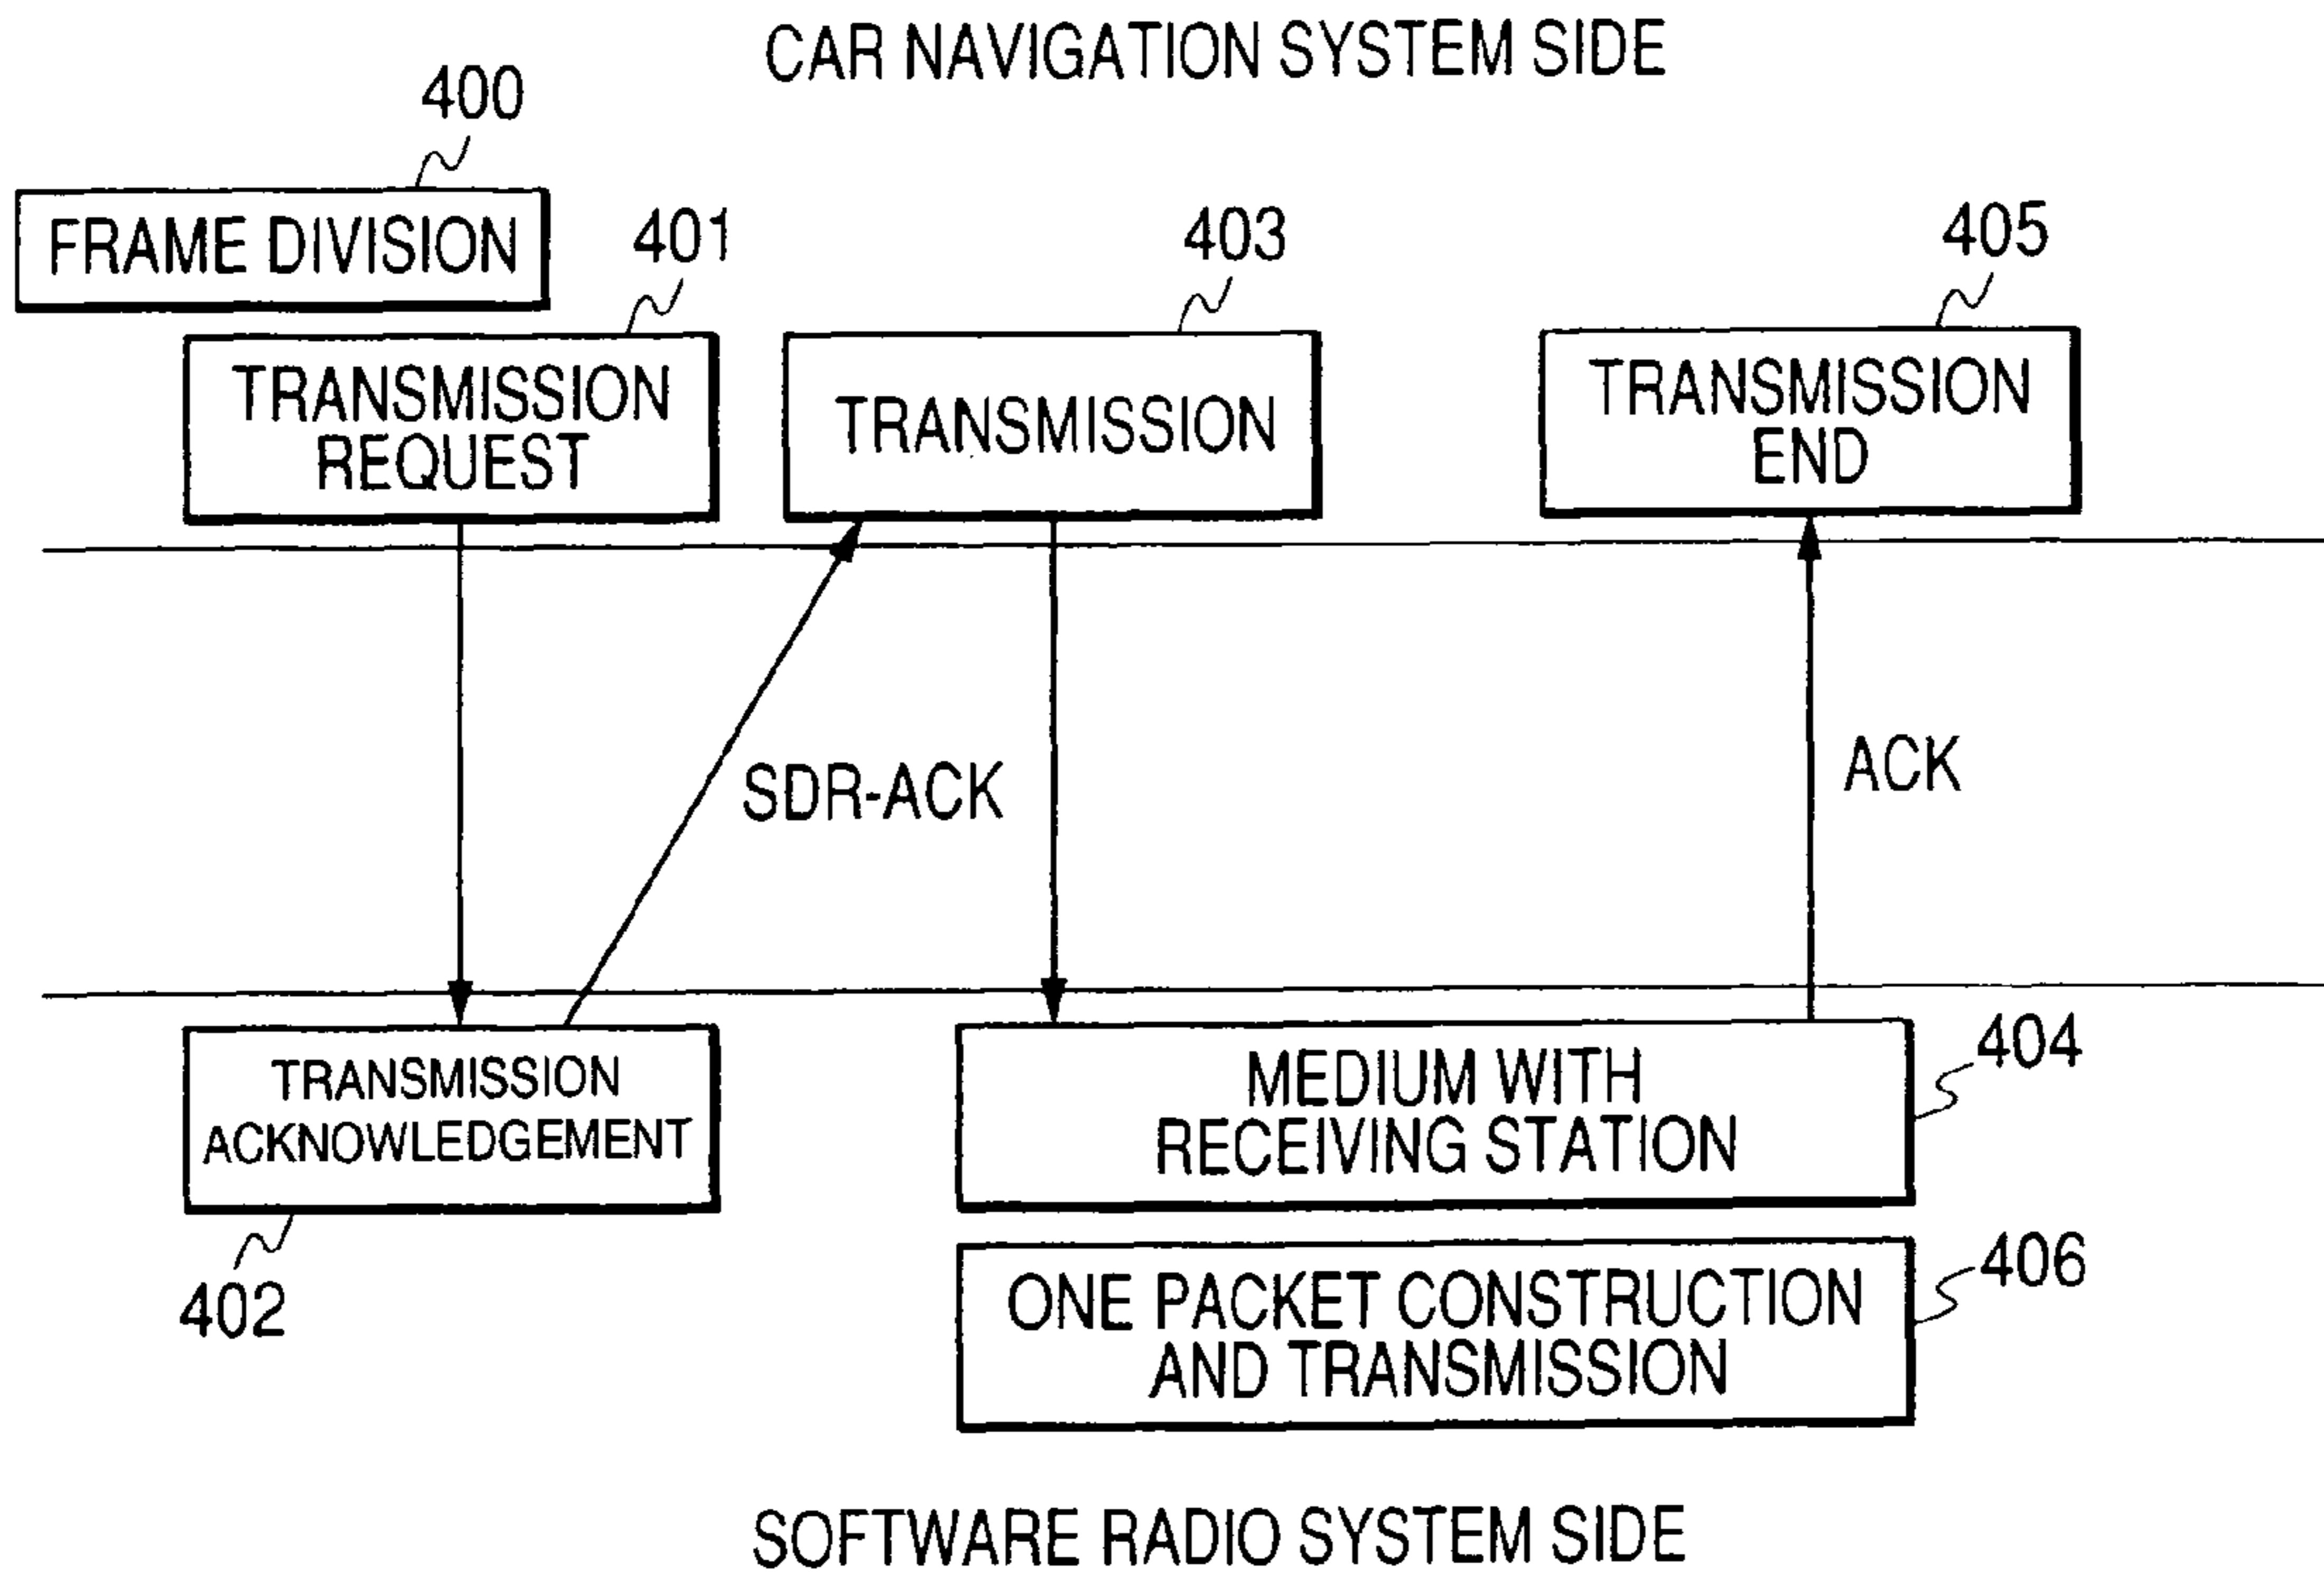 CAR NAVIGATION SYSTEM SIDE
400
FRAME DIVISION
401
403
405
TRANSMISSION
REQUEST
TRANSMISSION
TRANSMISSION
END
SDR-ACK
ACK
TRANSMISSION
ACKNOWLEDGEMENT
402
MEDIUM WITH
RECEIVING STATION
404
ONE PACKET CONSTRUCTION
AND TRANSMISSION
406
SOFTWARE RADIO SYSTEM SIDE